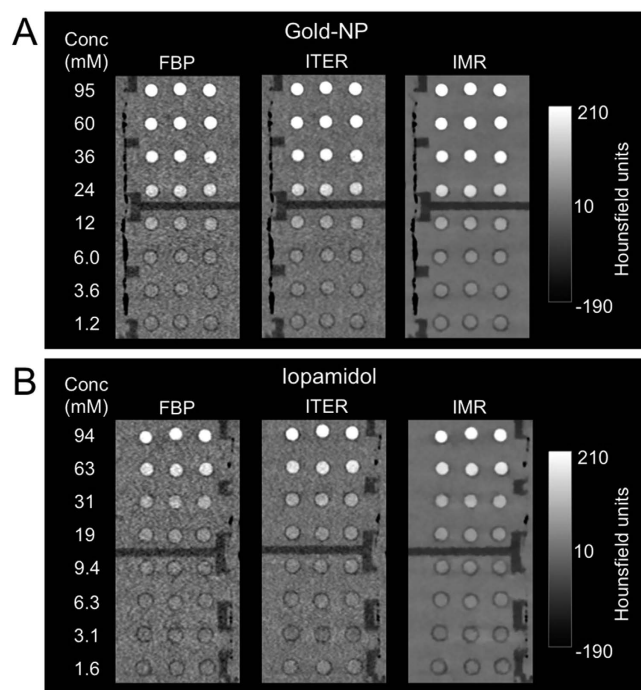 A
Gold-NP
Conc
(mM)
FBP
ITER
IMR
95
60
36
24
12
6.0
3.6
1.2
210
10
-190
Hounsfield units
B
Iopamidol
Conc
(mM)
FBP
ITER
IMR
94
63
31
19
9.4
6.3
3.1
1.6
210
10
-190
Hounsfield units